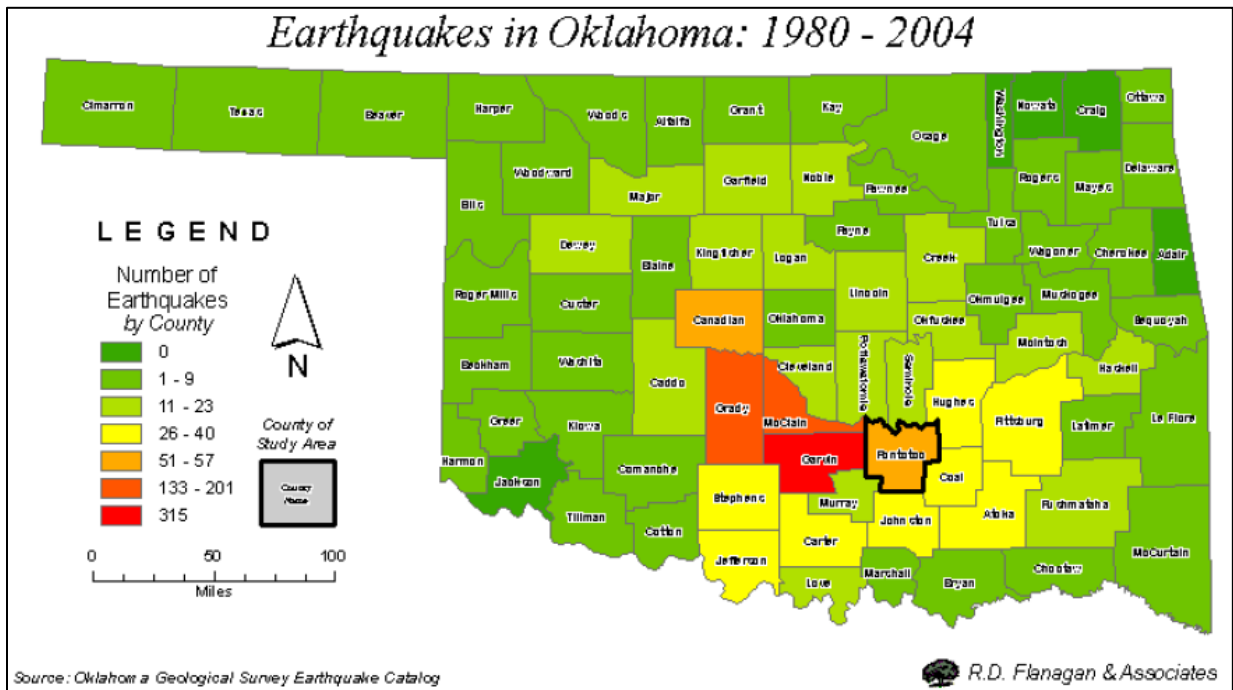 Earthquakes in Oklahoma: 1980 - 2004
Cimarron
Texas
Beaver
Harper
Woods
Alfalfa
Grant
Kay
Osage
Washington
Nowata
Craig
Ottawa
Woodward
Major
Garfield
Noble
Pawnee
Rogers
Mayes
Delaware
Ellis
Dewey
Blaine
Kingfisher
Logan
Payne
Creek
Tulsa
Wagoner
Cherokee
Adair
Roger Mills
Custer
Canadian
Oklahoma
Lincoln
Okfuskee
Okmulgee
Muskogee
Sequoyah
Beckham
Washita
Caddo
Grady
McClain
Cleveland
Pottawatomie
Seminole
Hughes
McIntosh
Pittsburg
Haskell
Latimer
Le Flore
Greer
Kiowa
Harmon
Jackson
Comanche
Tillman
Cotton
Stephens
Garvin
Murray
Pontotoc
Coal
Johnston
Atoka
Pushmataha
McCurtain
Jefferson
Carter
Love
Marshall
Bryan
Choctaw
LEGEND
Number of
Earthquakes
by County
0
1 - 9
11 - 23
26 - 40
51 - 57
133 - 201
315
N
County of
Study Area
County
Name
0 50 100
Miles
Source: Oklahoma Geological Survey Earthquake Catalog
R.D. Flanagan & Associates